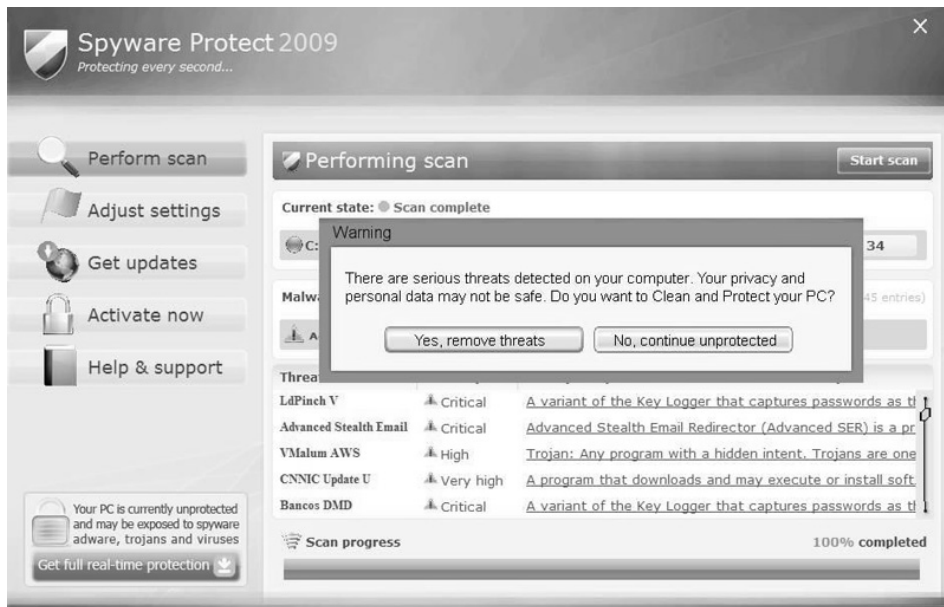 Spyware Protect 2009
Protecting every second...
Perform scan
Adjust settings
Get updates
Activate now
Help & support
Your PC is currently unprotected
and may be exposed to spyware
adware, trojans and viruses
Get full real-time protection
Performing scan
Start scan
Current state: Scan complete
C:
34
Warning
There are serious threats detected on your computer. Your privacy and
personal data may not be safe. Do you want to Clean and Protect your PC?
Yes, remove threats
No, continue unprotected
45 entries)
LdPinch V Critical A variant of the Key Logger that captures passwords as
Advanced Stealth Email Critical Advanced Stealth Email Redirector (Advanced SER) is a
VMalum AWS High Trojan: Any program with a hidden intent. Trojans are one
CNNIC Update U Very high A program that downloads and may execute or install
Bancos DMD Critical A variant of the Key Logger that captures passwords as
Scan progress
100% completed